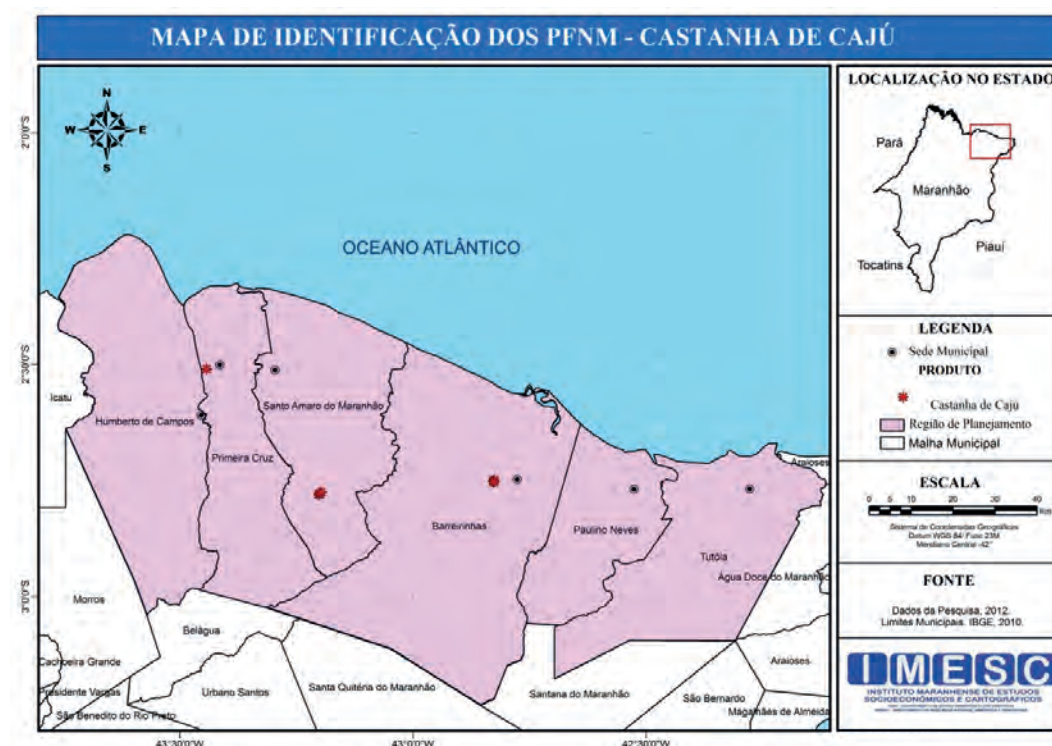 MAPA DE IDENTIFICAÇÃO DOS PFNM - CASTANHA DE CAJÚ
N
W E
S
2°0'0"S
2°30'0"S
3°0'0"S
43°30'0"W
43°0'0"W
42°30'0"W
OCEANO ATLÂNTICO
Icatu
Humberto de Campos
Primeira Cruz
Santo Amaro do Maranhão
Barreirinhas
Paulino Neves
Tutóia
Araioses
Água Doce do Maranhão
Morros
Belágua
Cachoeira Grande
Presidente Vargas
Urbano Santos
São Benedito do Rio Preto
Santa Quitéria do Maranhão
Santana do Maranhão
São Bernardo
Araioses
Magalhães de Almeida
LOCALIZAÇÃO NO ESTADO
Pará
Maranhão
Piauí
Tocatins
LEGENDA
Sede Municipal
PRODUTO
Castanha de Cajú
Região de Planejamento
Malha Municipal
ESCALA
0 5 10 20 30 40
Km
Sistema de Coordenadas Geográficas
Datum WGS 84/ Fuso 23M
Meridiano Central -42°
FONTE
Dados da Pesquisa, 2012.
Limites Municipais. IBGE, 2010.
IMESC
INSTITUTO MARANHENSE DE ESTUDOS
SOCIOECONÔMICOS E CARTOGRÁFICOS